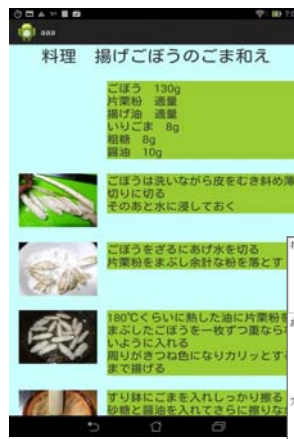 aaa
料理　揚げごぼうのごま和え
ごぼう　130g
片栗粉　適量
揚げ油　適量
いりごま　8g
粗糖　8g
醤油　10g
ごぼうは洗いながら皮をむき斜め薄
切りに切る
そのあと水に浸しておく
ごぼうをざるにあげ水を切る
片栗粉をまぶし余計な粉を落とす
180℃くらいに熱した油に片栗粉を
まぶしたごぼうを一枚ずつ重ならな
いように入れる
周りがきつね色になりカリッとする
まで揚げる
すり鉢にごまを入れしっかり擦る
砂糖と醤油を入れてさらに擦りな